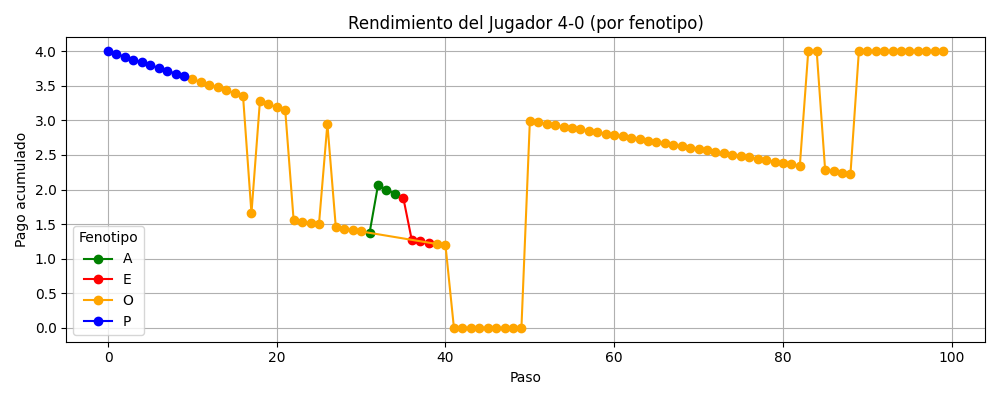 Rendimiento del Jugador 4-0 (por fenotipo)
Pago acumulado
4.0
3.5
3.0
2.5
2.0
1.5
1.0
0.5
0.0
Fenotipo
A
E
O
P
0 20 40 60 80 100
Paso